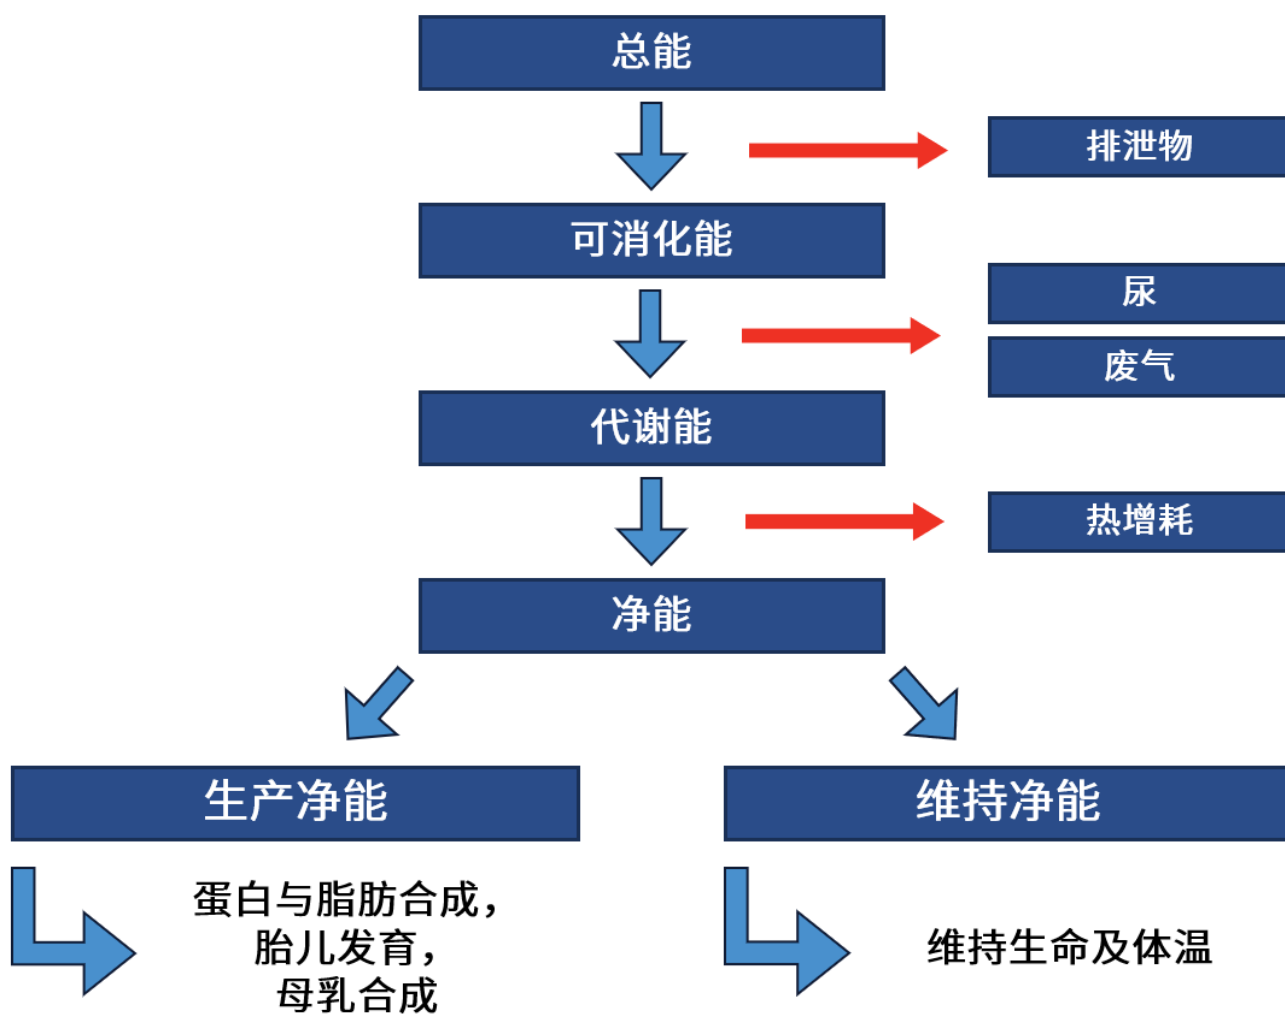 总能
排泄物
可消化能
尿
废气
代谢能
热增耗
净能
生产净能
维持净能
蛋白与脂肪合成，
胎儿发育，
母乳合成
维持生命及体温